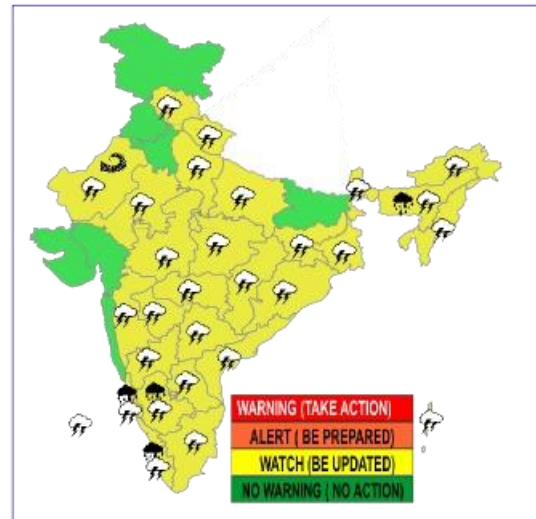 WARNING (TAKE ACTION)
ALERT ( BE PREPARED)
WATCH (BE UPDATED)
NO WARNING ( NO ACTION)